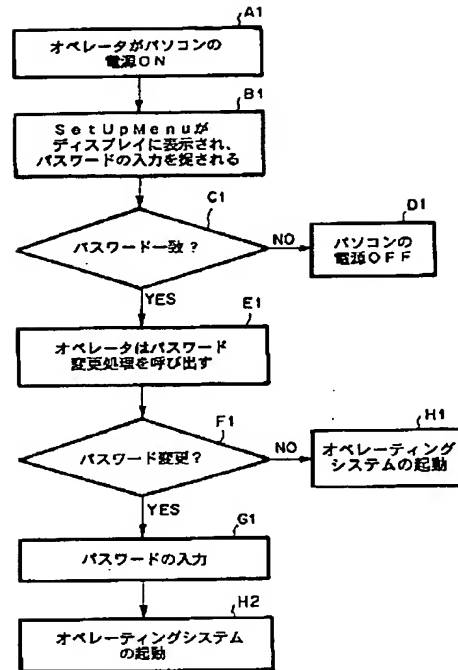 A1
オペレータがパソコンの
電源ON
B1
SetUpMenuが
ディスプレイに表示され、
パスワードの入力を捉される
C1
パスワード一致?
NO
D1
パソコンの
電源OFF
YES
E1
オペレータはパスワード
変更処理を呼び出す
F1
パスワード変更?
NO
H1
オペレーティング
システムの起動
YES
G1
パスワードの入力
H2
オペレーティングシステム
の起動